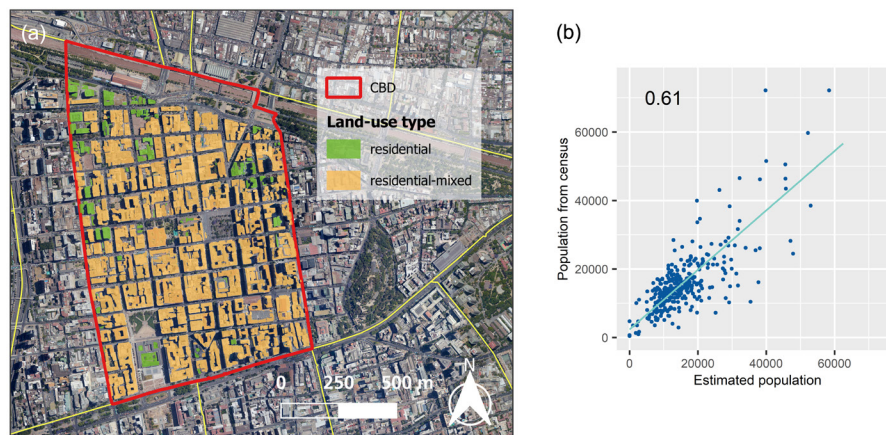 (a)
CBD
Land-use type
residential
residential-mixed
0 250 500 m
N
(b)
0.61
60000
40000
20000
0
Population from census
0 20000 40000 60000
Estimated population